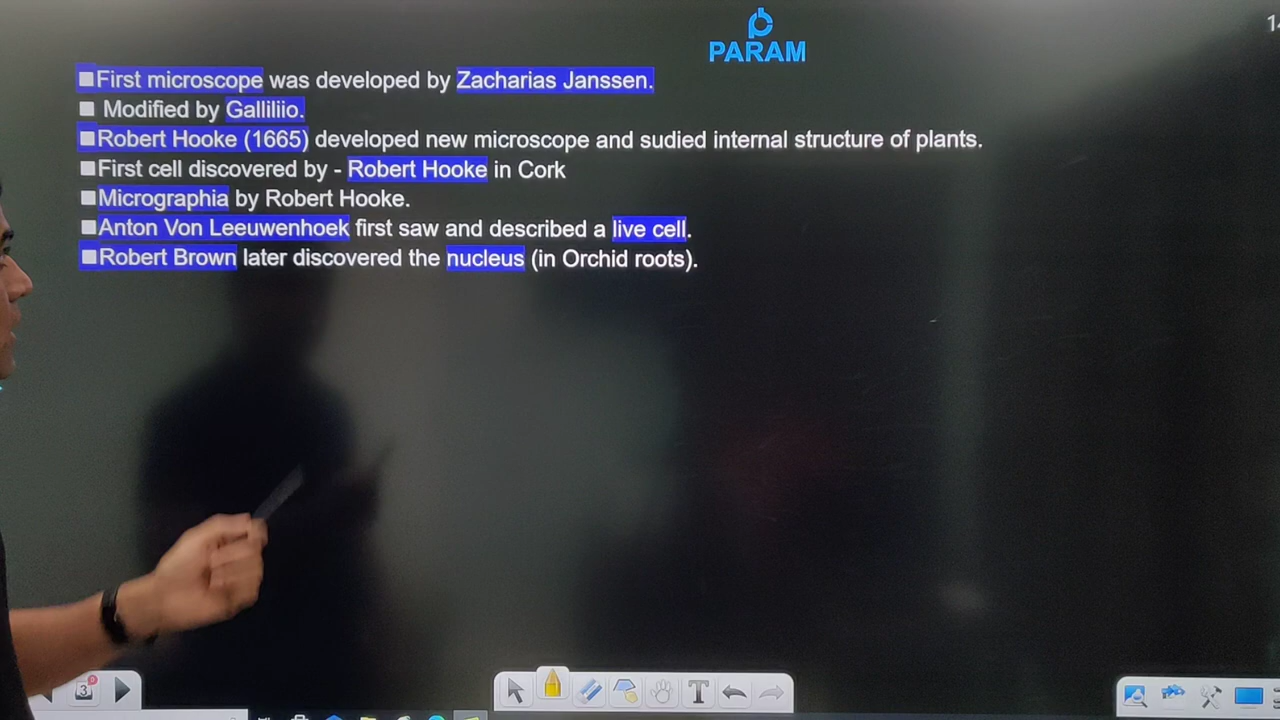 PARAM
■First microscope was developed by Zacharias Janssen.
■ Modified by Galliliio.
■Robert Hooke (1665) developed new microscope and sudied internal structure of plants.
■First cell discovered by - Robert Hooke in Cork
■Micrographia by Robert Hooke.
■Anton Von Leeuwenhoek first saw and described a live cell.
■Robert Brown later discovered the nucleus (in Orchid roots).
3
T